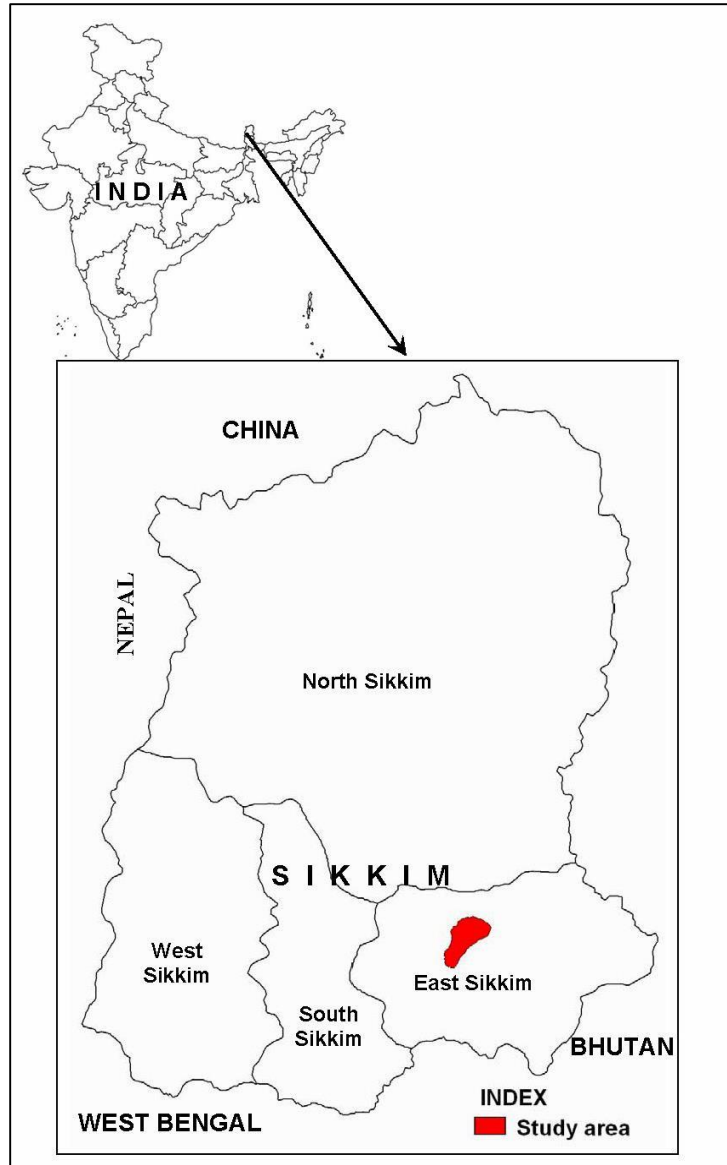 INDIA
CHINA
NEPAL
North Sikkim
SIKKIM
West
Sikkim
East Sikkim
South
Sikkim
BHUTAN
WEST BENGAL
INDEX
Study area